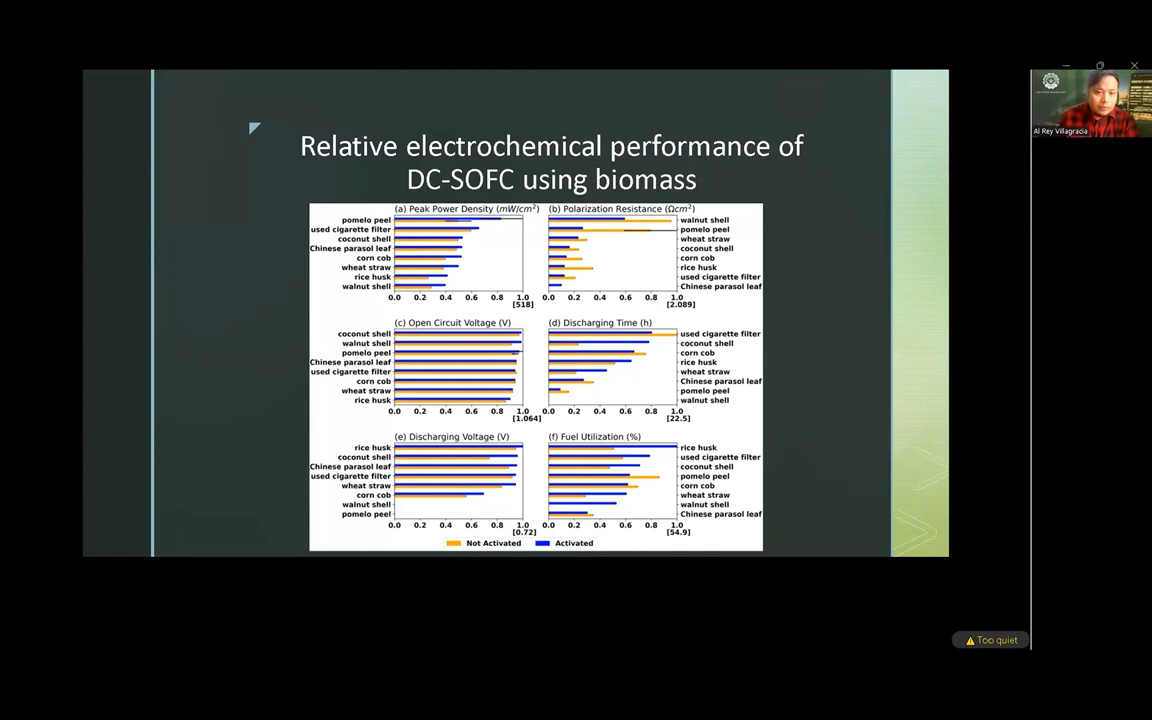 Relative electrochemical performance of
DC-SOFC using biomass
(a) Peak Power Density (mW/cm²)
pomelo peel
used cigarette filter
coconut shell
Chinese parasol leaf
corn cob
wheat straw
rice husk
walnut shell
0.0 0.2 0.4 0.6 0.8 1.0
[518]
(b) Polarization Resistance (Ωcm²)
walnut shell
pomelo peel
wheat straw
coconut shell
corn cob
rice husk
used cigarette filter
Chinese parasol leaf
0.0 0.2 0.4 0.6 0.8 1.0
[2.089]
(c) Open Circuit Voltage (V)
coconut shell
walnut shell
pomelo peel
Chinese parasol leaf
used cigarette filter
corn cob
wheat straw
rice husk
0.0 0.2 0.4 0.6 0.8 1.0
[1.064]
(d) Discharging Time (h)
used cigarette filter
coconut shell
corn cob
rice husk
wheat straw
Chinese parasol leaf
pomelo peel
walnut shell
0.0 0.2 0.4 0.6 0.8 1.0
[22.5]
(e) Discharging Voltage (V)
rice husk
coconut shell
Chinese parasol leaf
used cigarette filter
wheat straw
corn cob
walnut shell
pomelo peel
0.0 0.2 0.4 0.6 0.8 1.0
[0.72]
(f) Fuel Utilization (%)
rice husk
used cigarette filter
coconut shell
pomelo peel
corn cob
wheat straw
walnut shell
Chinese parasol leaf
0.0 0.2 0.4 0.6 0.8 1.0
[54.9]
Not Activated Activated
Al Rey Villagracia
Too quiet